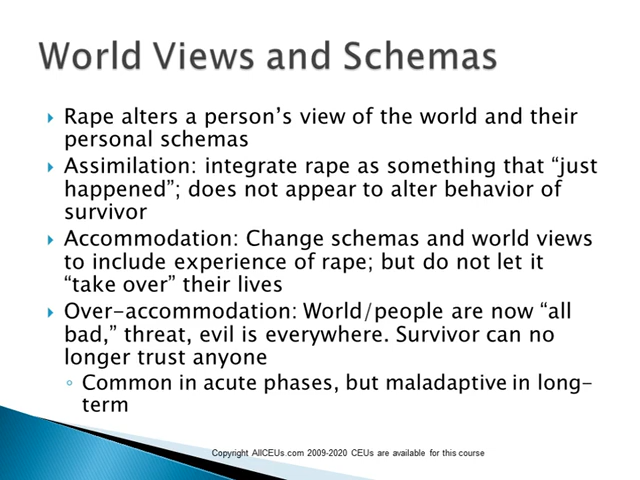 World Views and Schemas
Rape alters a person's view of the world and their
personal schemas
Assimilation: integrate rape as something that “just
happened”; does not appear to alter behavior of
survivor
Accommodation: Change schemas and world views
to include experience of rape; but do not let it
“take over” their lives
Over-accommodation: World/people are now “all
bad,” threat, evil is everywhere. Survivor can no
longer trust anyone
Common in acute phases, but maladaptive in long-
term
Copyright AllCEUs.com 2009-2020 CEUs are available for this course